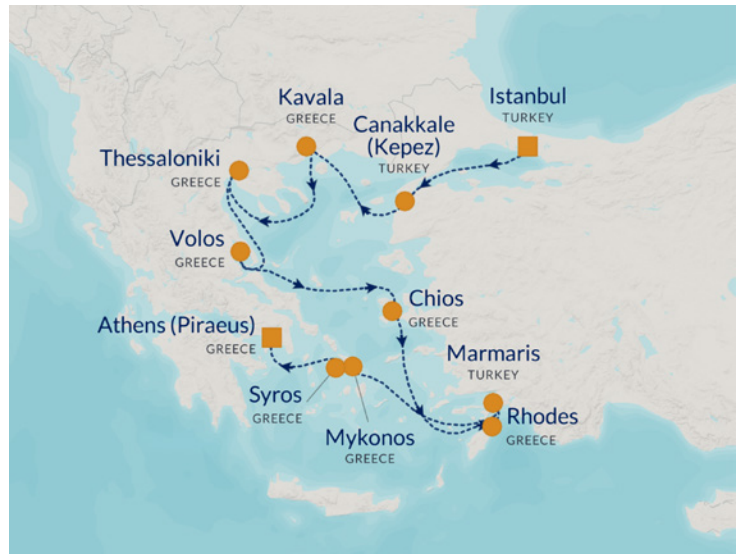 Kavala
GREECE
Istanbul
TURKEY
Canakkale
(Kepez)
TURKEY
Thessaloniki
GREECE
Volos
GREECE
Chios
GREECE
Athens (Piraeus)
GREECE
Marmaris
TURKEY
Syros
GREECE
Rhodes
GREECE
Mykonos
GREECE